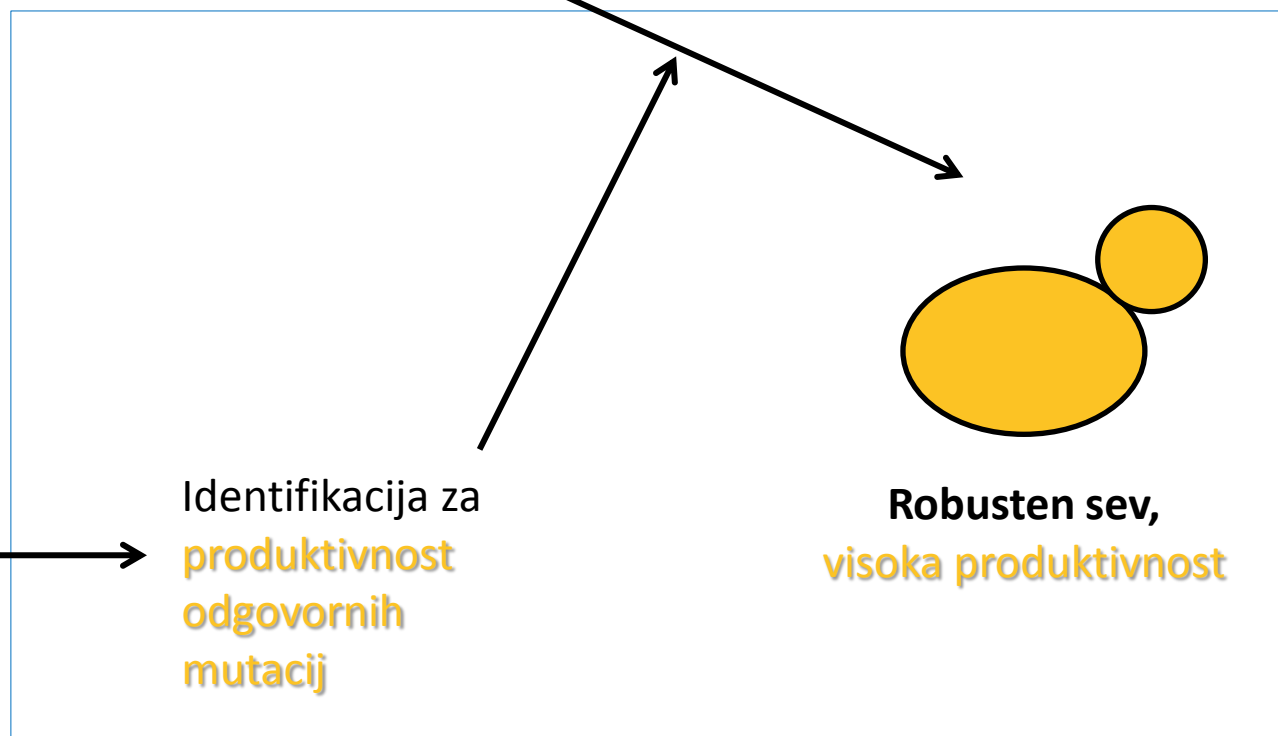 Identifikacija za
produktivnost
odgovornih
mutacij
Robusten sev,
visoka produktivnost